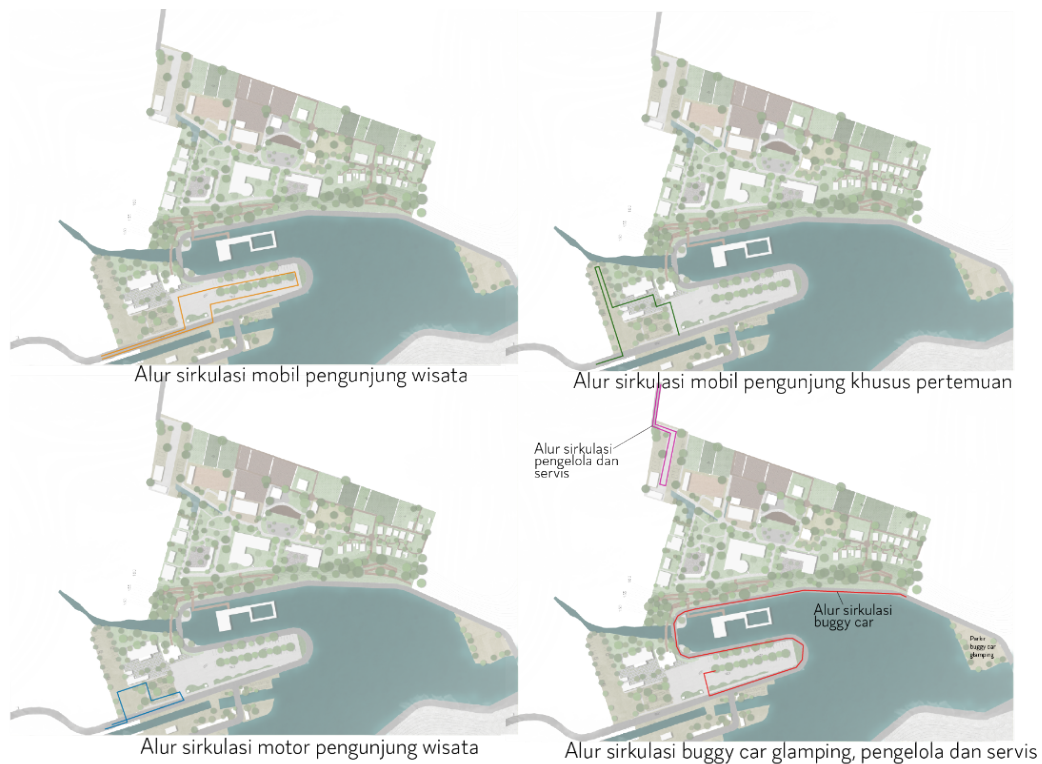 Alur sirkulasi mobil pengunjung wisata
Alur sirkulasi mobil pengunjung khusus pertemuan
Alur sirkulasi
pengelola dan
servis
Alur sirkulasi
buggy car
Parkir
buggy car
glamping
Alur sirkulasi motor pengunjung wisata
Alur sirkulasi buggy car glamping, pengelola dan servis